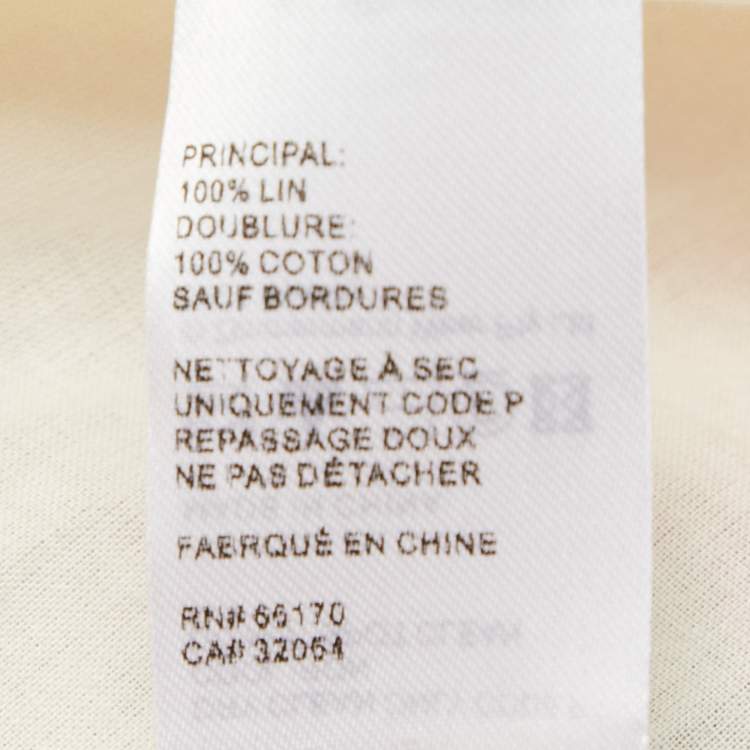 PRINCIPAL:
100% LIN
DOUBLURE:
100% COTON
SAUF BORDURES
NETTOYAGE À SEC
UNIQUEMENT CODE P
REPASSAGE DOUX
NE PAS DÉTACHER
FABRQUÉ EN CHINE
RN# 66170
CA# 32064